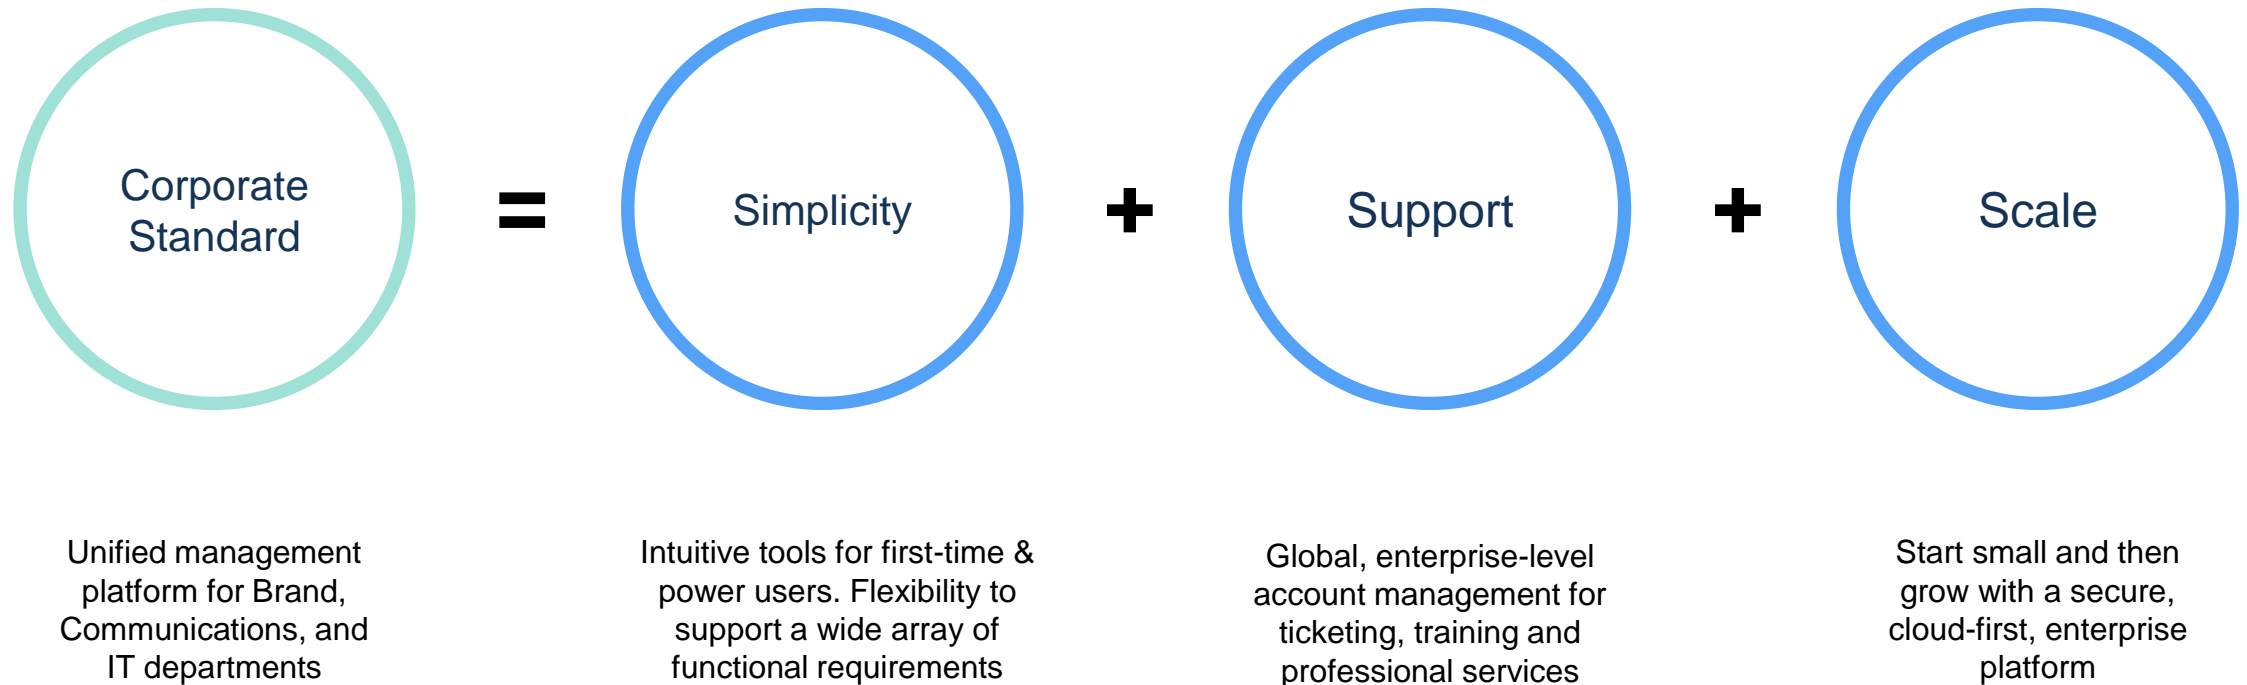 Corporate
Standard
=
Simplicity
+
Support
+
Scale
Unified management
platform for Brand,
Communications, and
IT departments
Intuitive tools for first-time &
power users. Flexibility to
support a wide array of
functional requirements
Global, enterprise-level
account management for
ticketing, training and
professional services
Start small and then
grow with a secure,
cloud-first, enterprise
platform